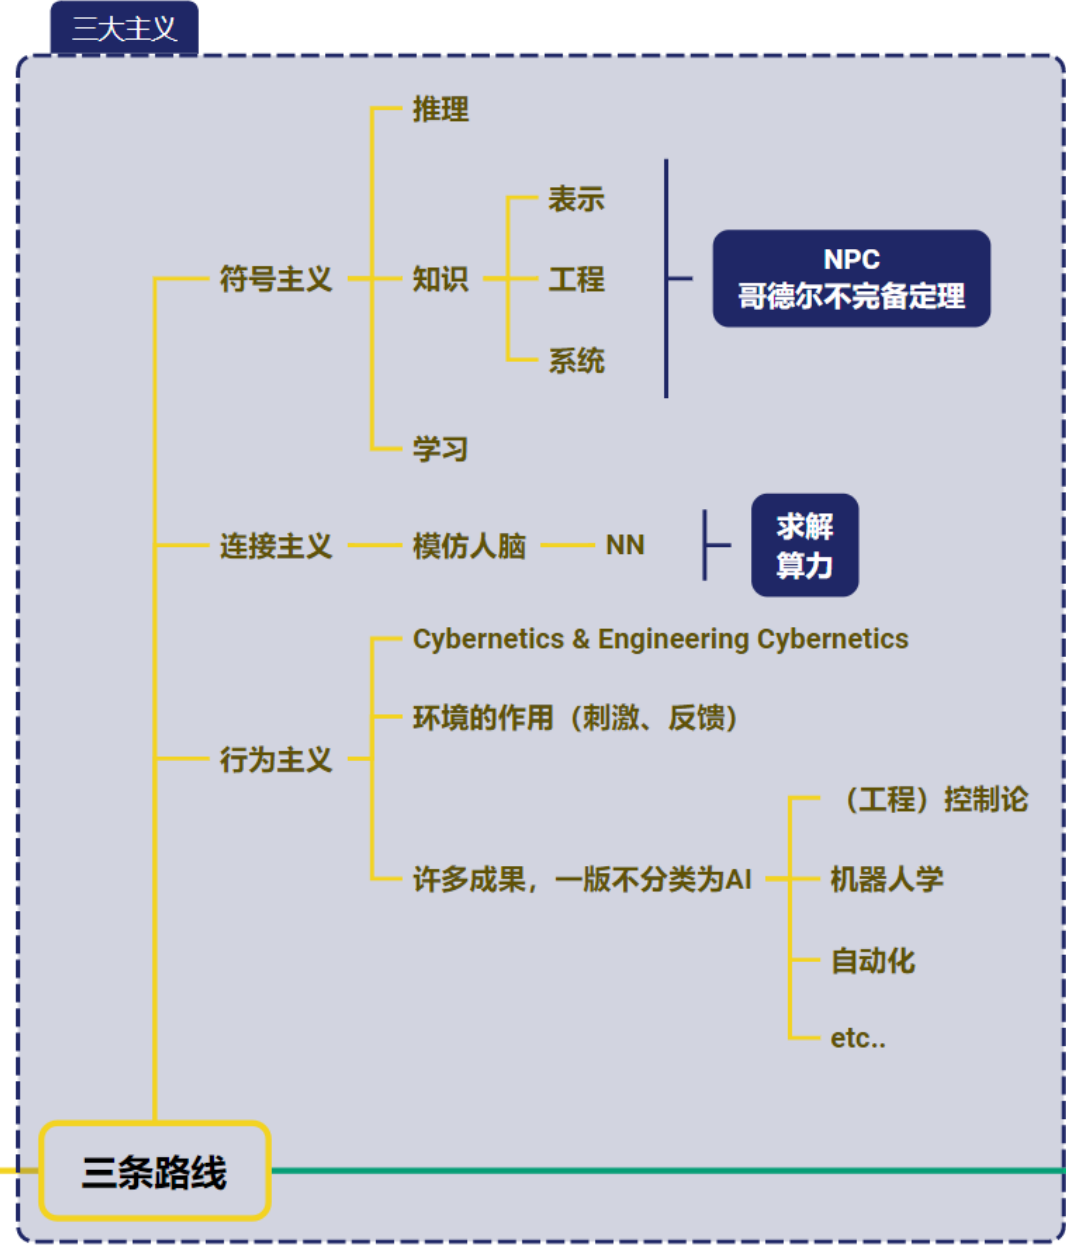 三大主义
推理
表示
符号主义
知识
工程
系统
学习
NPC
哥德尔不完备定理
连接主义
模仿人脑
NN
求解
算力
行为主义
Cybernetics & Engineering Cybernetics
环境的作用（刺激、反馈）
许多成果，一版不分类为AI
（工程）控制论
机器人学
自动化
etc..
三条路线